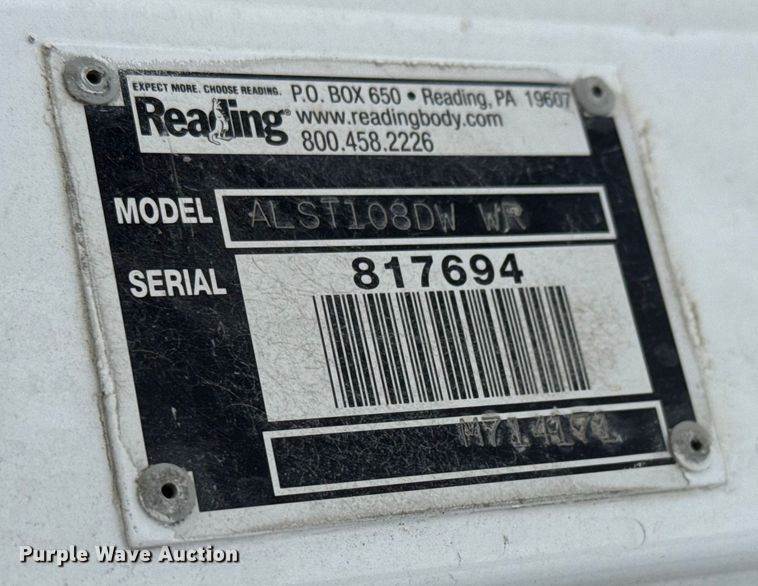 EXPECT MORE. CHOOSE READING.
Reading®
P.O. BOX 650 • Reading, PA 19607
www.readingbody.com
800.458.2226
MODEL ALST108DW WR
SERIAL 817694
Purple Wave Auction